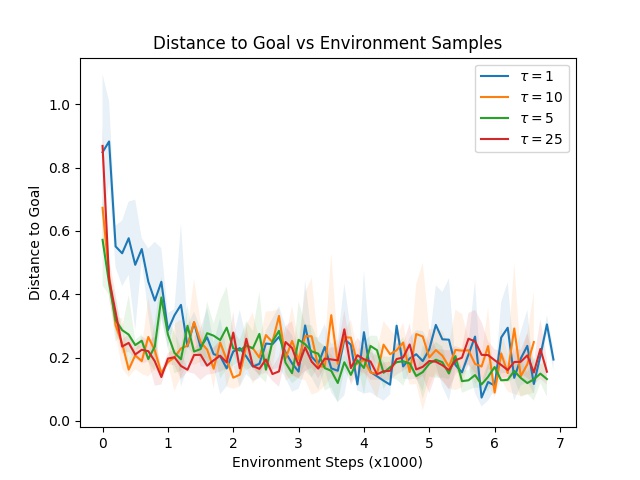 Distance to Goal vs Environment Samples
τ = 1
τ = 10
τ = 5
τ = 25
Distance to Goal
1.0
0.8
0.6
0.4
0.2
0.0
0 1 2 3 4 5 6 7
Environment Steps (x1000)